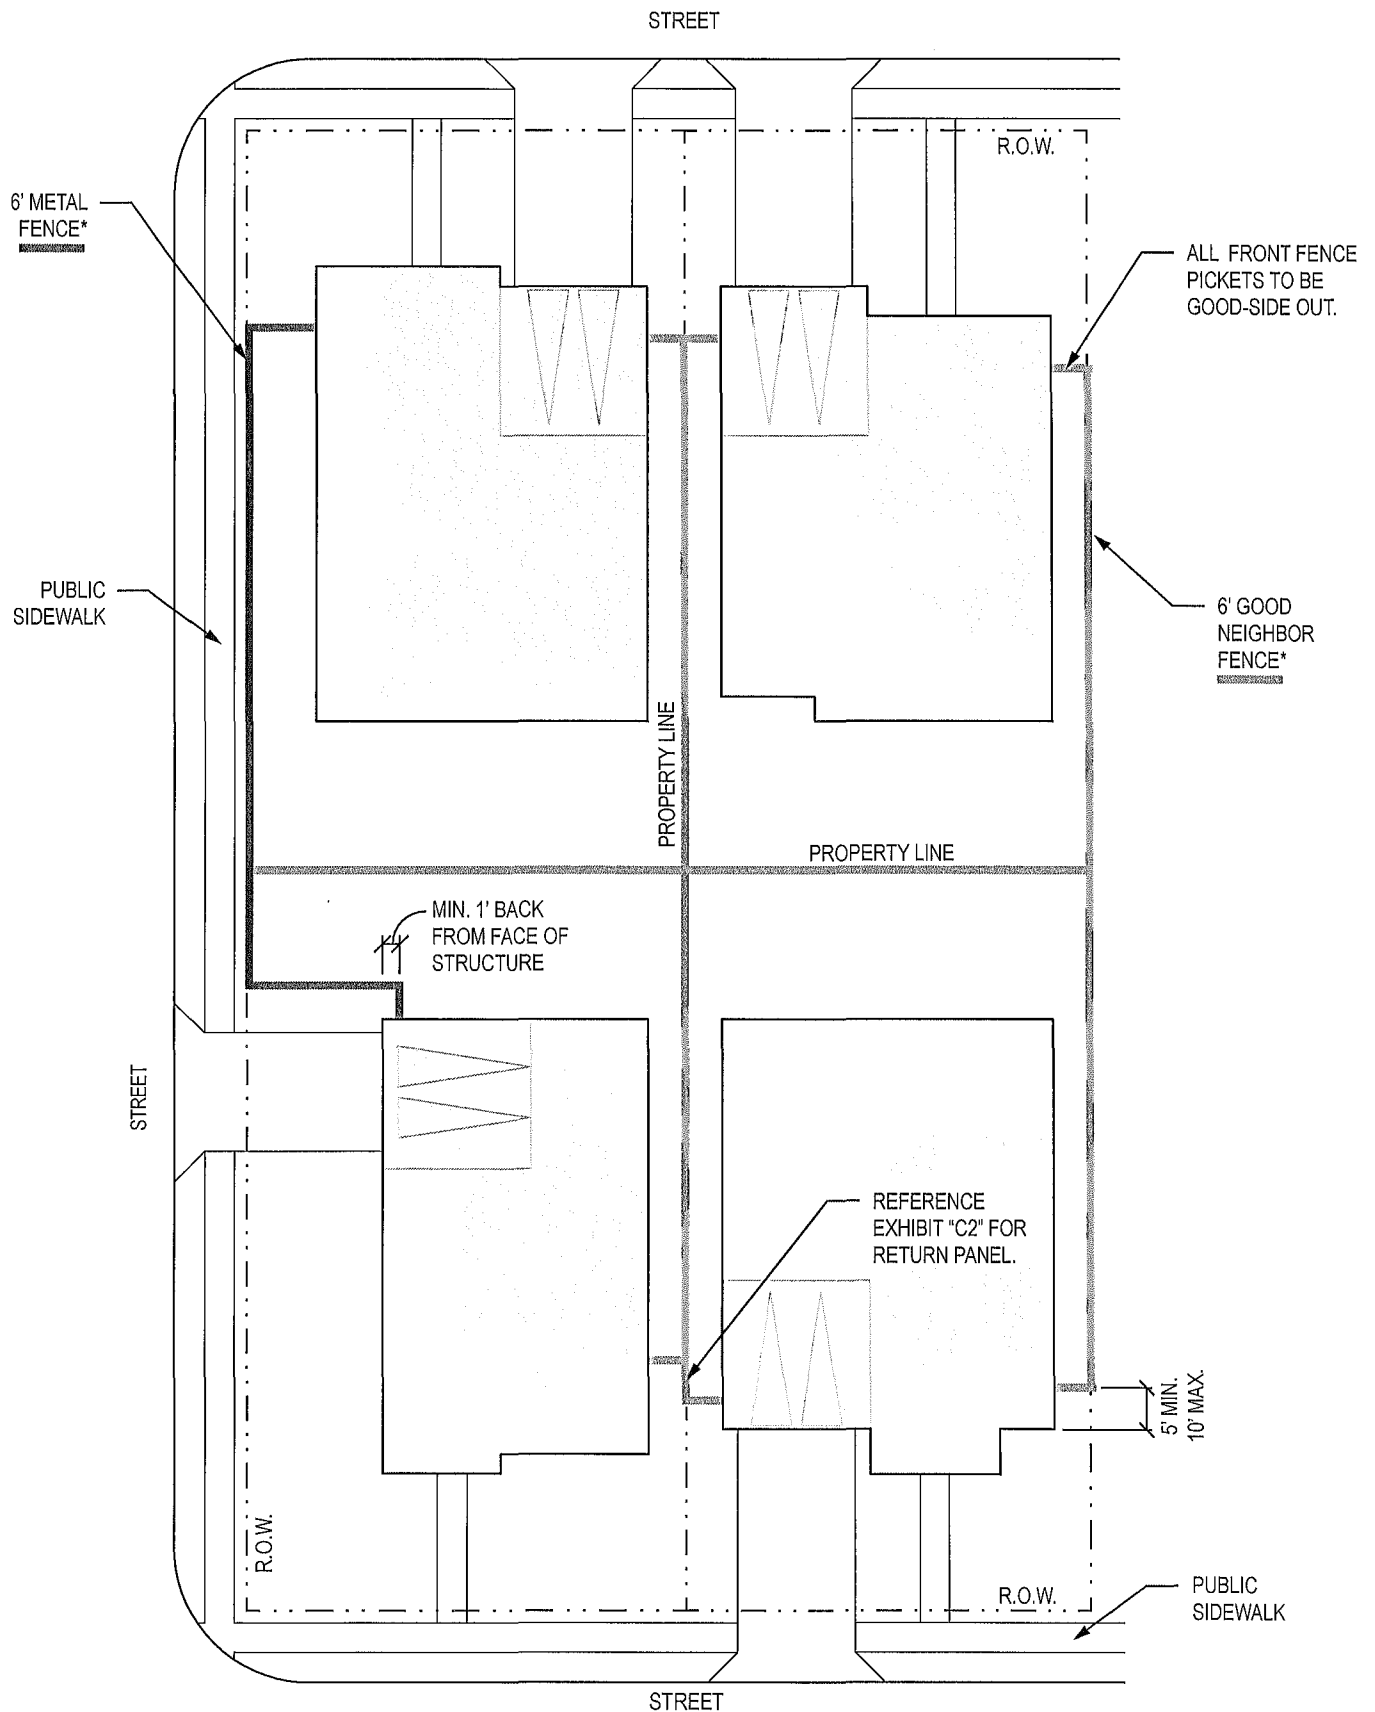 STREET
R.O.W.
6' METAL
FENCE*
ALL FRONT FENCE
PICKETS TO BE
GOOD-SIDE OUT.
PUBLIC
SIDEWALK
6' GOOD
NEIGHBOR
FENCE*
PROPERTY LINE
PROPERTY LINE
MIN. 1' BACK
FROM FACE OF
STRUCTURE
STREET
REFERENCE
EXHIBIT "C2" FOR
RETURN PANEL.
5' MIN.
10' MAX.
R.O.W.
R.O.W.
PUBLIC
SIDEWALK
STREET